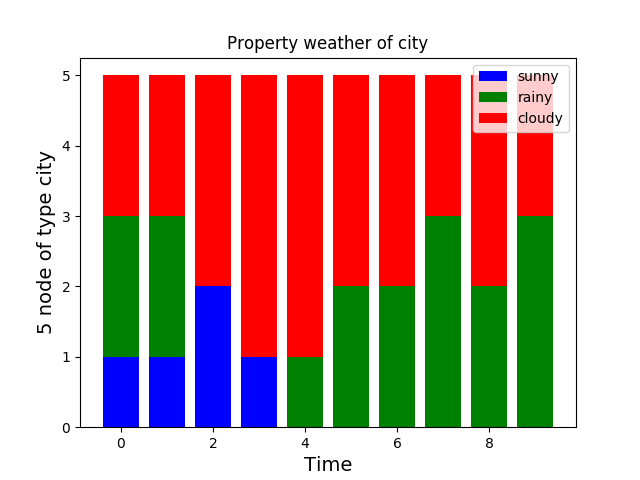 Property weather of city
sunny
rainy
cloudy
5
4
3
2
1
0
5 node of type city
0 2 4 6 8
Time